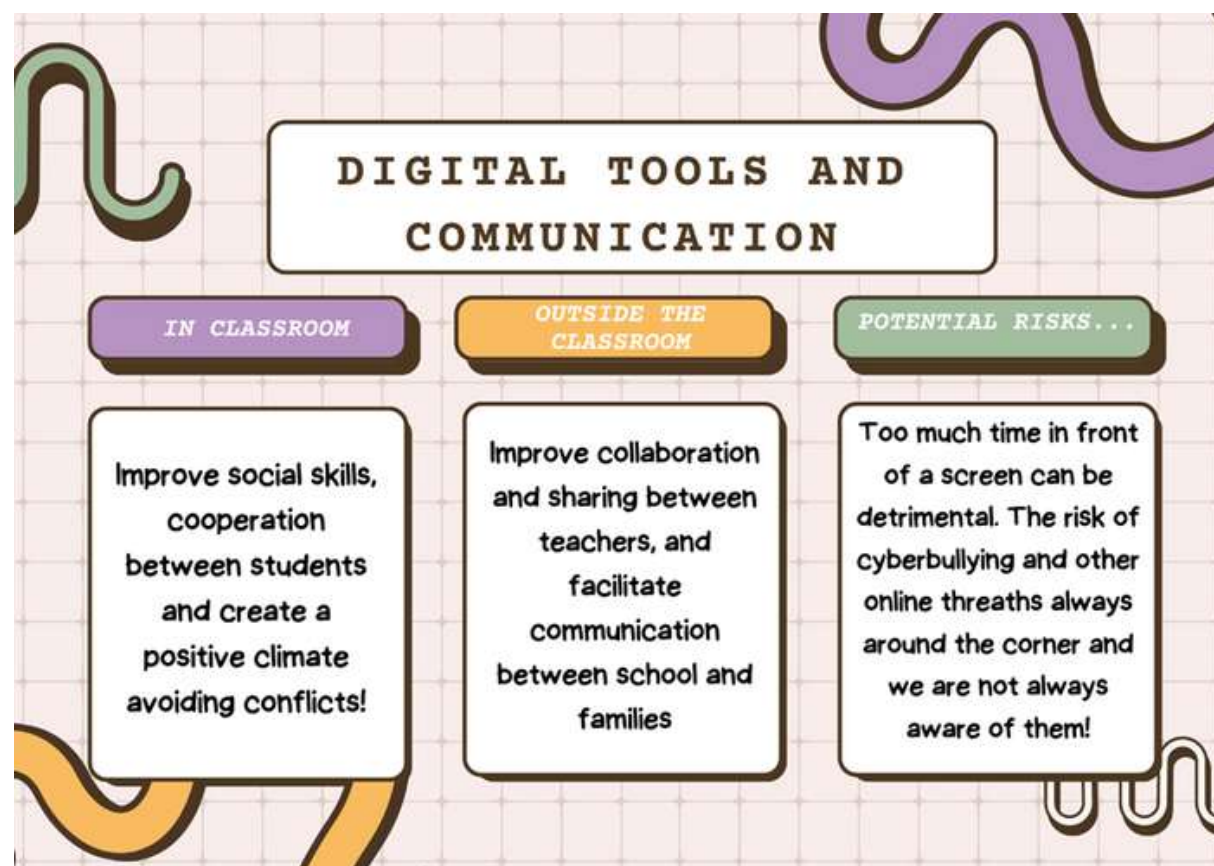 DIGITAL TOOLS AND
COMMUNICATION
IN CLASSROOM
Improve social skills,
cooperation
between students
and create a
positive climate
avoiding conflicts!
OUTSIDE THE
CLASSROOM
Improve collaboration
and sharing between
teachers, and
facilitate
communication
between school and
families
POTENTIAL RISKS...
Too much time in front
of a screen can be
detrimental. The risk of
cyberbullying and other
online threaths always
around the corner and
we are not always
aware of them!